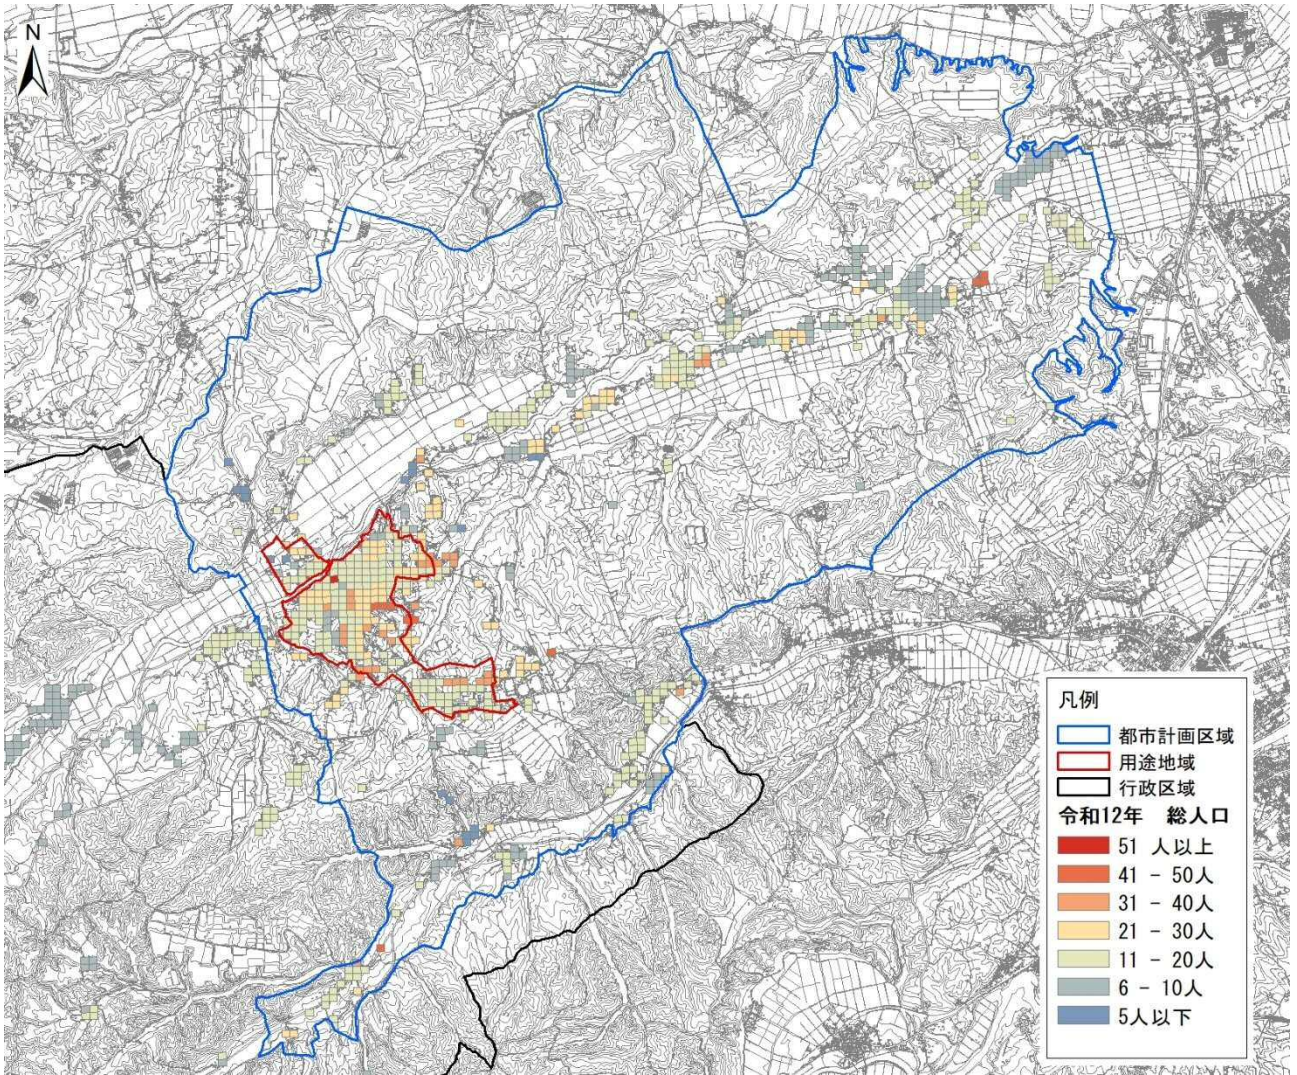 N
凡例
都市計画区域
用途地域
行政区域
令和12年 総人口
51 人以上
41 - 50人
31 - 40人
21 - 30人
11 - 20人
6 - 10人
5人以下